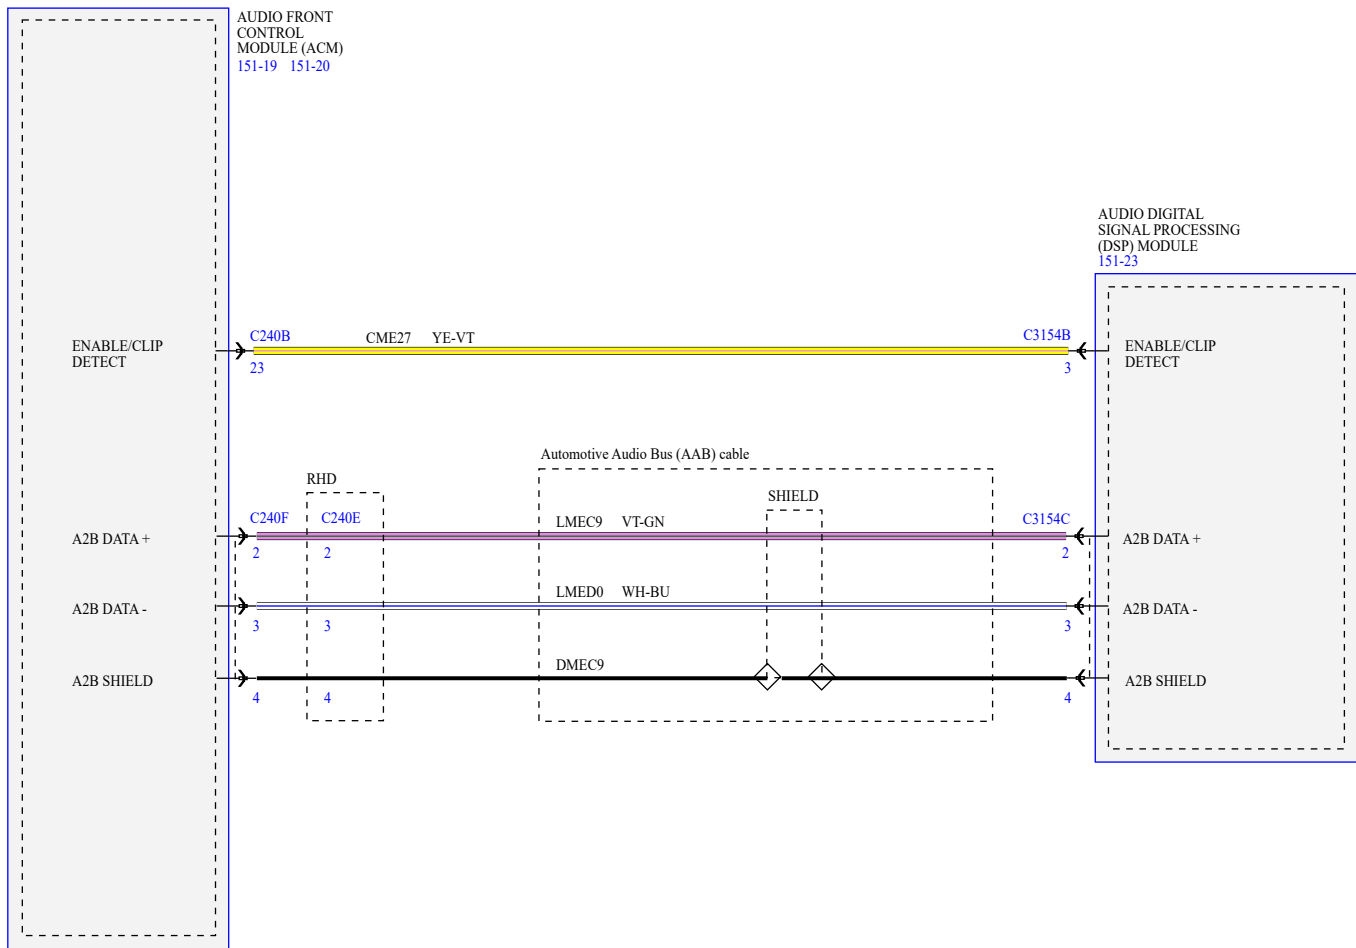 AUDIO FRONT
CONTROL
MODULE (ACM)
151-19 151-20
AUDIO DIGITAL
SIGNAL PROCESSING
(DSP) MODULE
151-23
C240B CME27 YE-VT C3154B
ENABLE/CLIP
DETECT
ENABLE/CLIP
DETECT
23 3
Automotive Audio Bus (AAB) cable
RHD
SHIELD
C240F C240E LMEC9 VT-GN C3154C
A2B DATA + A2B DATA +
2 2 2
LMED0 WH-BU
A2B DATA - A2B DATA -
3 3 3
DMEC9
A2B SHIELD A2B SHIELD
4 4 4